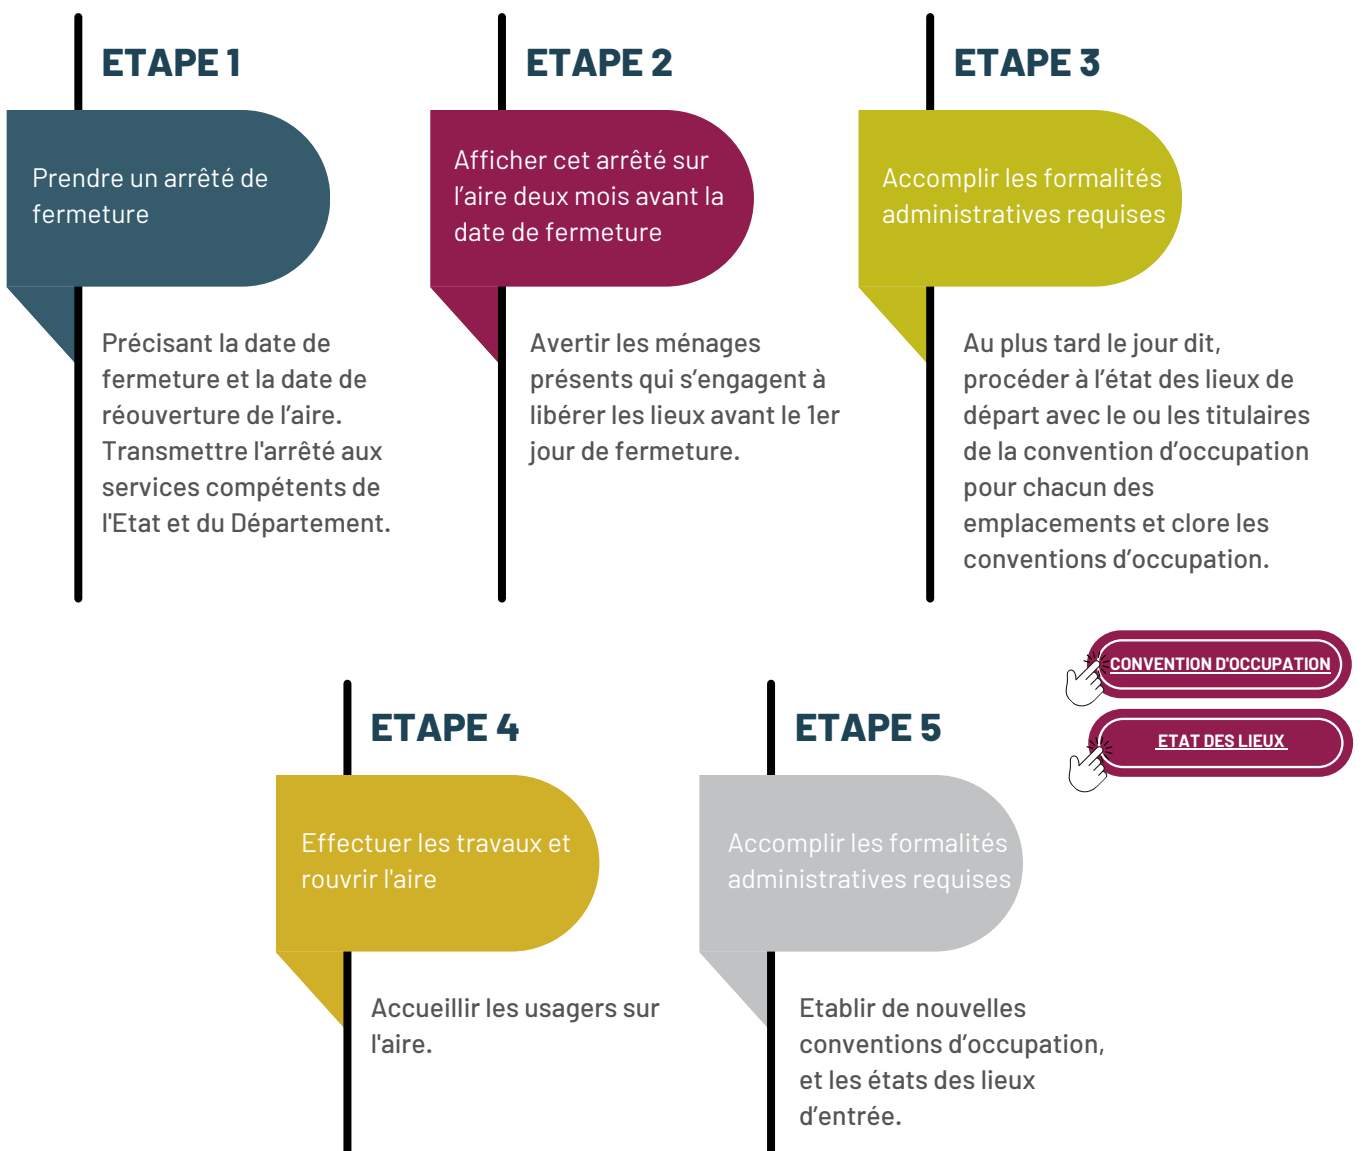 ETAPE 1
Prendre un arrêté de
fermeture
Précisant la date de
fermeture et la date de
réouverture de l’aire.
Transmettre l'arrêté aux
services compétents de
l'Etat et du Département.
ETAPE 2
Afficher cet arrêté sur
l’aire deux mois avant la
date de fermeture
Avertir les ménages
présents qui s’engagent à
libérer les lieux avant le 1er
jour de fermeture.
ETAPE 3
Accomplir les formalités
administratives requises
Au plus tard le jour dit,
procéder à l’état des lieux de
départ avec le ou les titulaires
de la convention d’occupation
pour chacun des
emplacements et clore les
conventions d’occupation.
CONVENTION D'OCCUPATION
ETAT DES LIEUX
ETAPE 4
Effectuer les travaux et
rouvrir l'aire
Accueillir les usagers sur
l'aire.
ETAPE 5
Accomplir les formalités
administratives requises
Etablir de nouvelles
conventions d’occupation,
et les états des lieux
d’entrée.